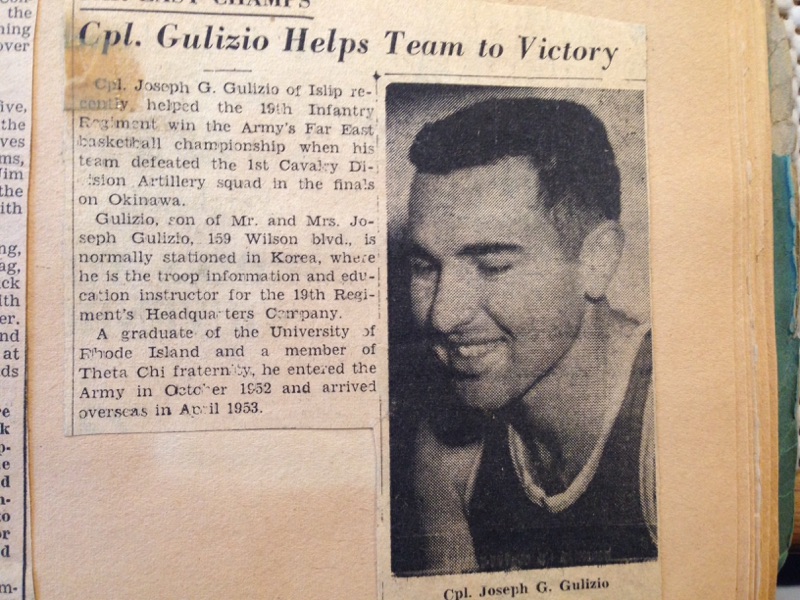 EAST CHAMPS
Cpl. Gulizio Helps Team to Victory
Cpl. Joseph G. Gulizio of Islip re-
cently helped the 19th Infantry
Regiment win the Army's Far East
basketball championship when his
team defeated the 1st Cavalry Di-
vision Artillery squad in the finals
on Okinawa.
Gulizio, son of Mr. and Mrs. Jo-
seph Gulizio, 159 Wilson blvd., is
normally stationed in Korea, where
he is the troop information and edu-
cation instructor for the 19th Regi-
ment's Headquarters Company.
A graduate of the University of
Rhode Island and a member of
Theta Chi fraternity, he entered the
Army in October 1952 and arrived
overseas in April 1953.
Cpl. Joseph G. Gulizio